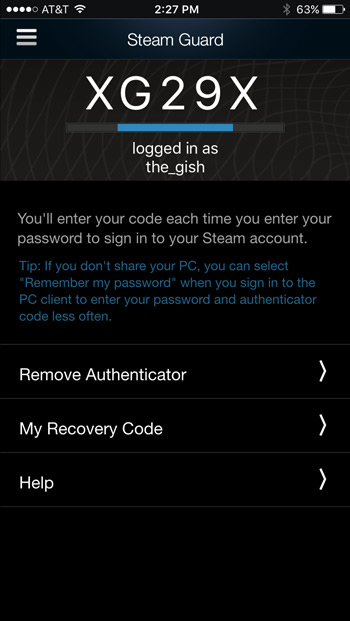 AT&T 2:27 PM 63%
Steam Guard
XG29X
logged in as
the_gish
You'll enter your code each time you enter your
password to sign in to your Steam account.
Tip: If you don't share your PC, you can select
"Remember my password" when you sign in to the
PC client to enter your password and authenticator
code less often.
Remove Authenticator
My Recovery Code
Help